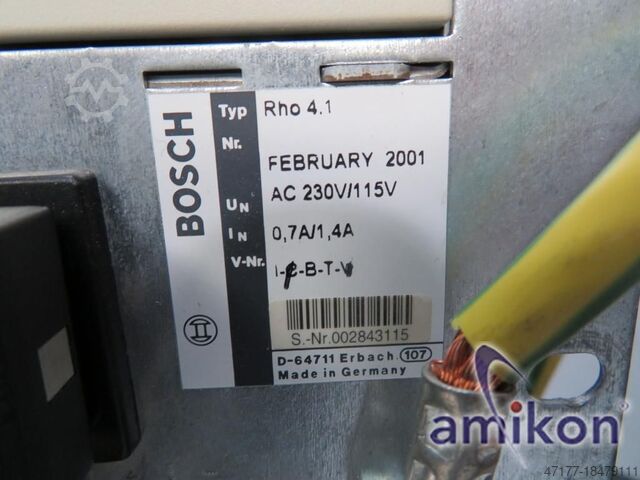 BOSCH
Typ Rho 4.1
Nr.
FEBRUARY 2001
UN AC 230V/115V
IN 0,7A/1,4A
V-Nr. I-C-B-T-V
S.-Nr.002843115
D-64711 Erbach. 107
Made in Germany
amikon
47177-18479111